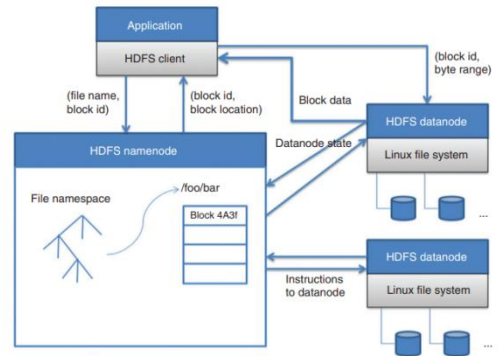 Application
HDFS client
(file name,
block id)
(block id,
block location)
Block data
(block id,
byte range)
HDFS namenode
File namespace
/foo/bar
Block 4A3f
Datanode state
Instructions
to datanode
HDFS datanode
Linux file system
...
HDFS datanode
Linux file system
...